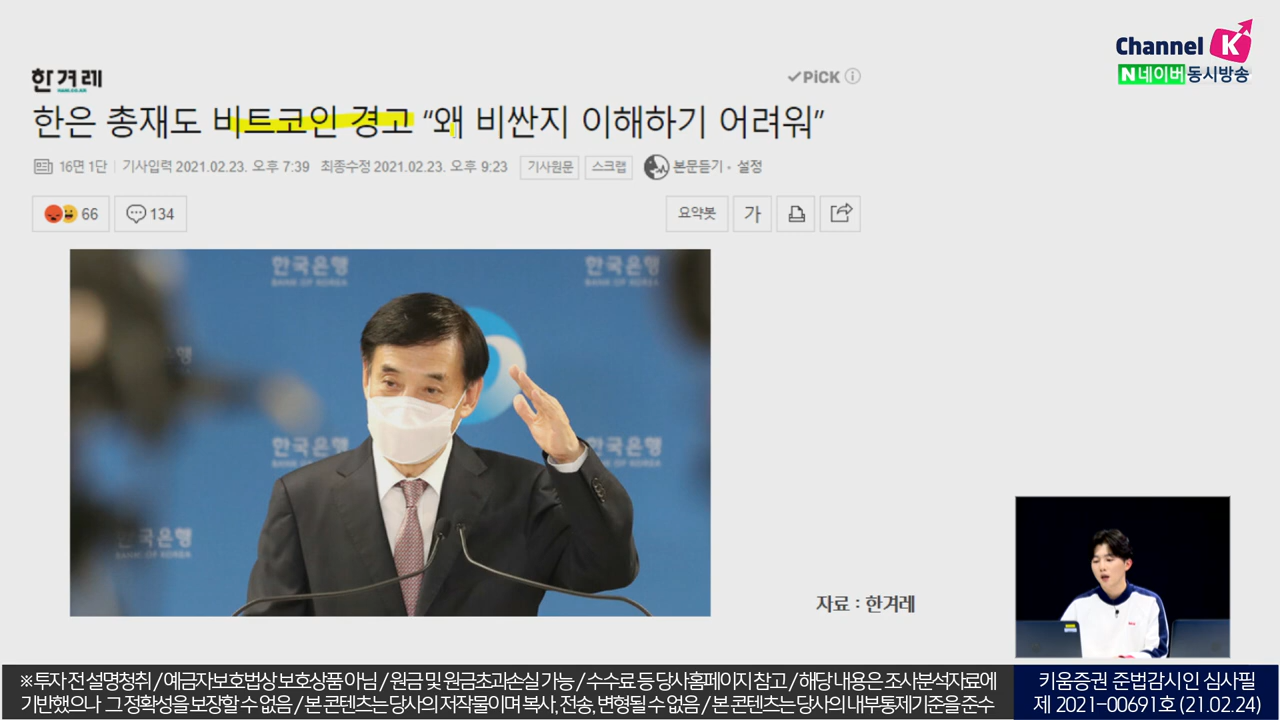 Channel K
N 네이버 동시방송
한겨레
PiCK
한은 총재도 비트코인 경고 “왜 비싼지 이해하기 어려워”
16면 1단 기사입력 2021.02.23. 오후 7:39 최종수정 2021.02.23. 오후 9:23 기사원문 스크랩 본문듣기 · 설정
66 134 요약봇 가
한국은행 한국은행
BANK OF KOREA BANK OF KOREA
한국은행 한국은행
BANK OF KOREA
한국은행
BANK OF KOREA
자료 : 한겨레
※ 투자 전 설명청취 / 예금자보호법상 보호상품 아님 / 원금 및 원금초과손실 가능 / 수수료 등 당사홈페이지 참고 / 해당 내용은 조사분석자료에
기반했으나 그 정확성을 보장할 수 없음 / 본 콘텐츠는 당사의 저작물이며 복사, 전송, 변형될 수 없음 / 본 콘텐츠는 당사의 내부통제기준을 준수
키움증권 준법감시인 심사필
제 2021-00691호 (21.02.24)